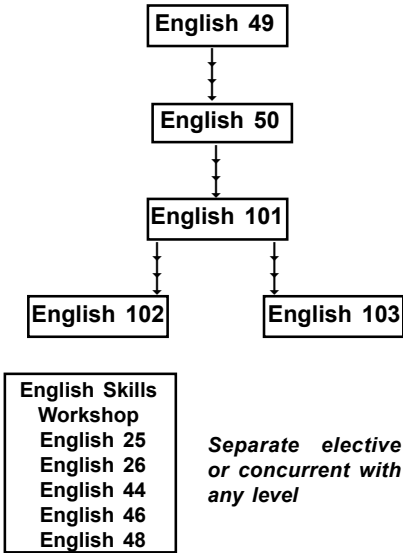 English 49
English 50
English 101
English 102
English 103
English Skills
Workshop
English 25
English 26
English 44
English 46
English 48
Separate elective
or concurrent with
any level